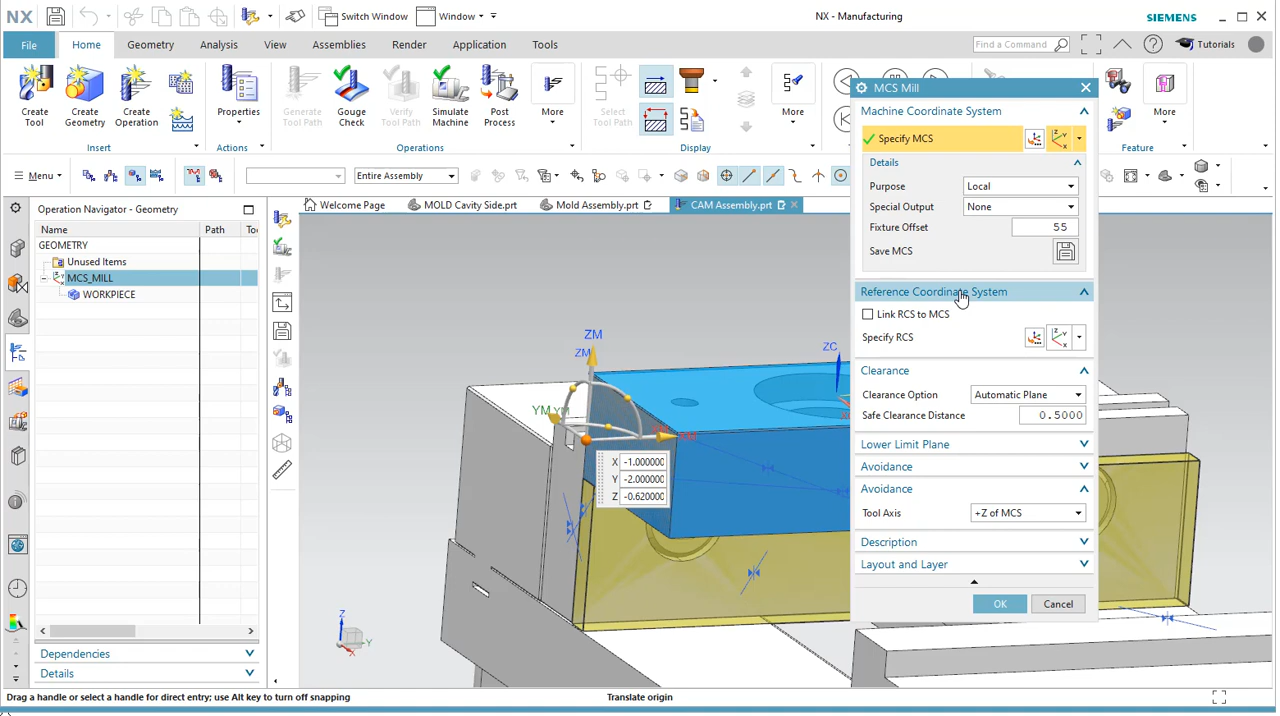 NX
Switch Window
Window
NX - Manufacturing
SIEMENS
File
Home
Geometry
Analysis
View
Assemblies
Render
Application
Tools
Find a Command
Tutorials
Create Tool
Create Geometry
Create Operation
Properties
Generate Tool Path
Gouge Check
Verify Tool Path
Simulate Machine
Post Process
More
Select Tool Path
More
More
Insert
Actions
Operations
Display
Feature
Menu
Entire Assembly
Operation Navigator - Geometry
Welcome Page
MOLD Cavity Side.prt
Mold Assembly.prt
CAM Assembly.prt
Name
Path
GEOMETRY
Unused Items
MCS_MILL
WORKPIECE
Dependencies
Details
MCS Mill
Machine Coordinate System
Specify MCS
Details
Purpose
Local
Special Output
None
Fixture Offset
55
Save MCS
Reference Coordinate System
Link RCS to MCS
Specify RCS
Clearance
Clearance Option
Automatic Plane
Safe Clearance Distance
0.5000
Lower Limit Plane
Avoidance
Avoidance
Tool Axis
+Z of MCS
Description
Layout and Layer
OK
Cancel
ZM
ZM
YM
ZC
X -1.000000
Y -2.000000
Z -0.620000
Z
Y
X
Drag a handle or select a handle for direct entry; use Alt key to turn off snapping
Translate origin